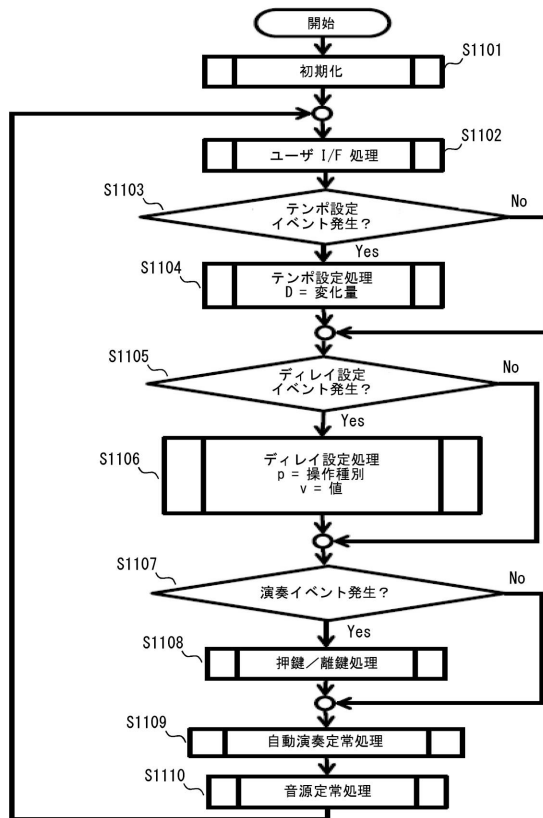 開始
S1101
初期化
S1102
ユーザ I/F 処理
S1103
テンポ設定
イベント発生？
No
Yes
S1104
テンポ設定処理
D = 変化量
S1105
ディレイ設定
イベント発生？
No
Yes
S1106
ディレイ設定処理
p = 操作種別
v = 値
S1107
演奏イベント発生？
No
Yes
S1108
押鍵／離鍵処理
S1109
自動演奏定常処理
S1110
音源定常処理